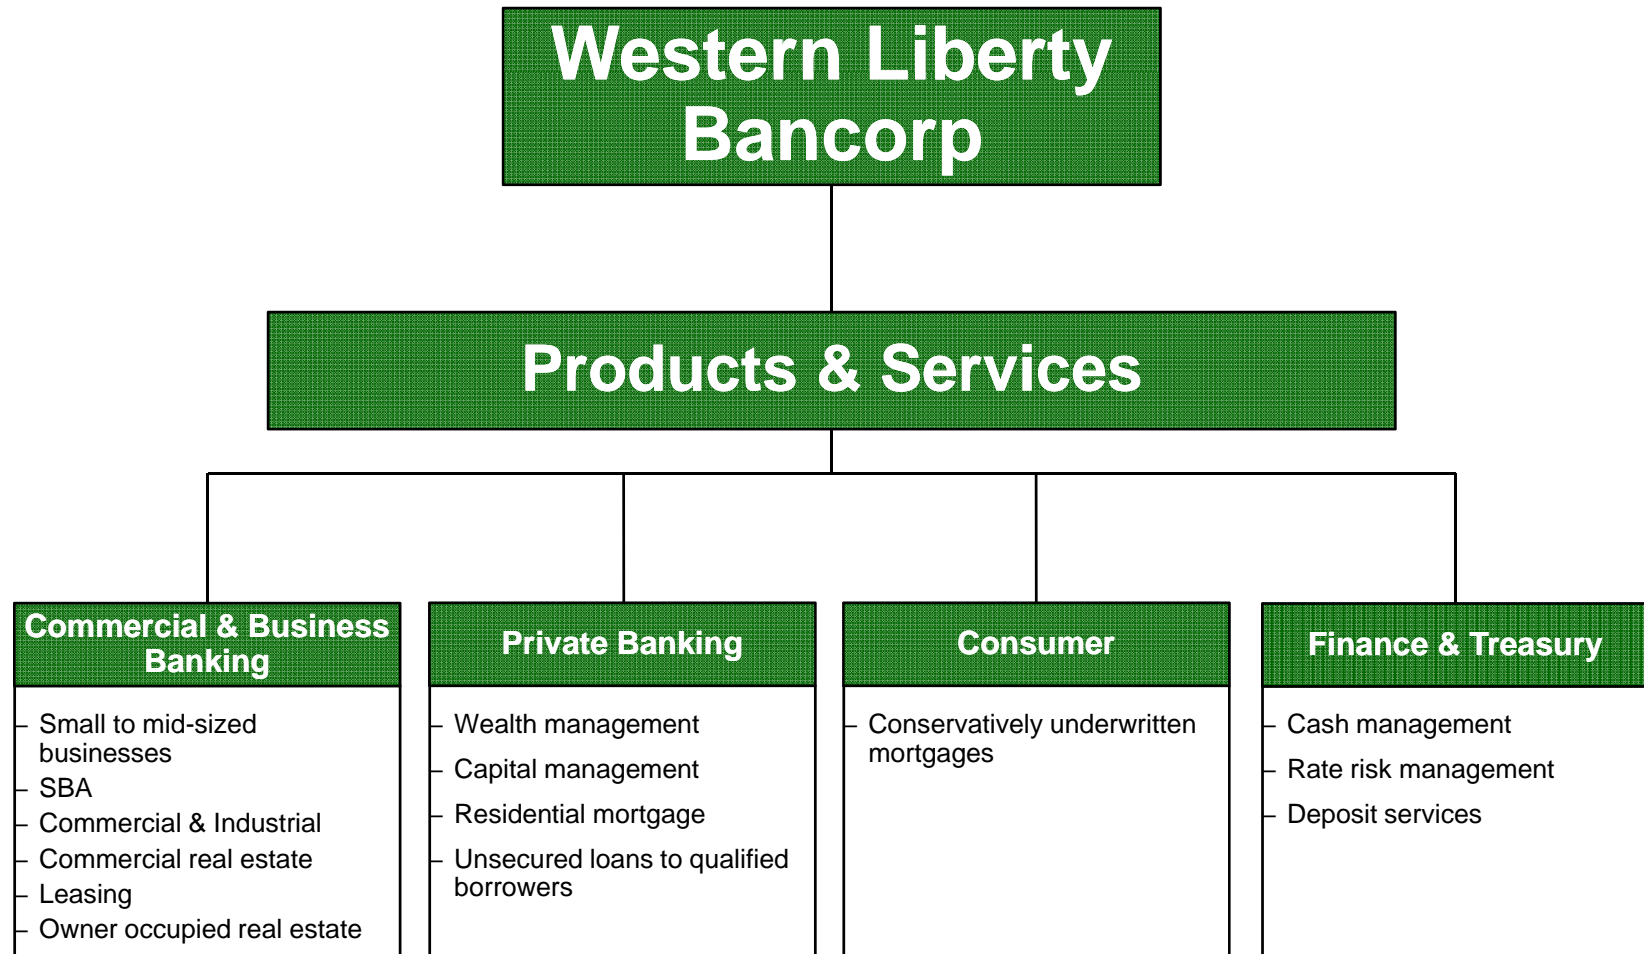 Western Liberty
Bancorp
Products & Services
Commercial & Business
Banking
– Small to mid-sized
businesses
– SBA
– Commercial & Industrial
– Commercial real estate
– Leasing
– Owner occupied real estate
Private Banking
– Wealth management
– Capital management
– Residential mortgage
– Unsecured loans to qualified
borrowers
Consumer
– Conservatively underwritten
mortgages
Finance & Treasury
– Cash management
– Rate risk management
– Deposit services